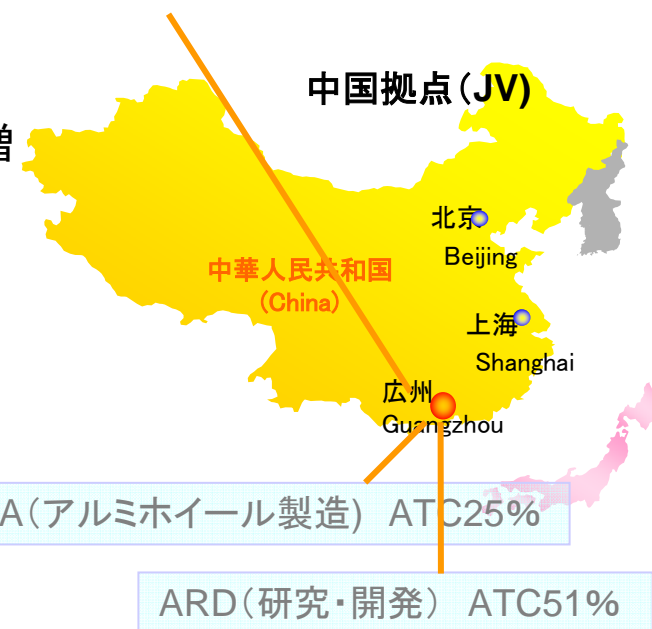 中国拠点(JV)
増
北京
Beijing
中華人民共和国
(China)
上海
Shanghai
広州
Guangzhou
A(アルミホイール製造) ATC25%
ARD(研究・開発) ATC51%